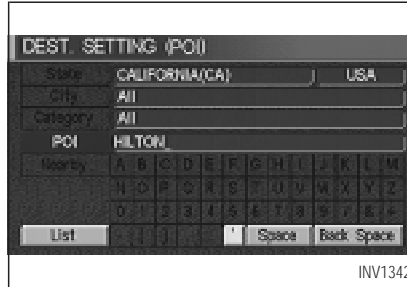 DEST. SETTING (POI)
State CALIFORNIA(CA) USA
City All
Category All
POI HILTON_
Nearby A B C D E F G H I J K L M
N O P Q R S T U V W X Y Z
0 1 2 3 4 5 6 7 8 9 / & +
List - ( ) ' Space Back Space
INV1342